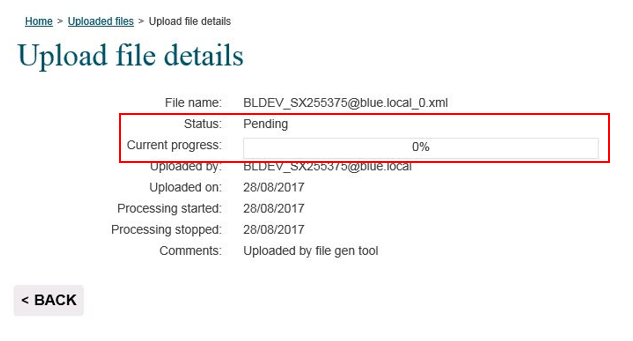 Home > Uploaded files > Upload file details
Upload file details
File name: BLDEV_SX255375@blue.local_0.xml
Status: Pending
Current progress: 0%
Uploaded by: BLDEV_SX255375@blue.local
Uploaded on: 28/08/2017
Processing started: 28/08/2017
Processing stopped: 28/08/2017
Comments: Uploaded by file gen tool
< BACK